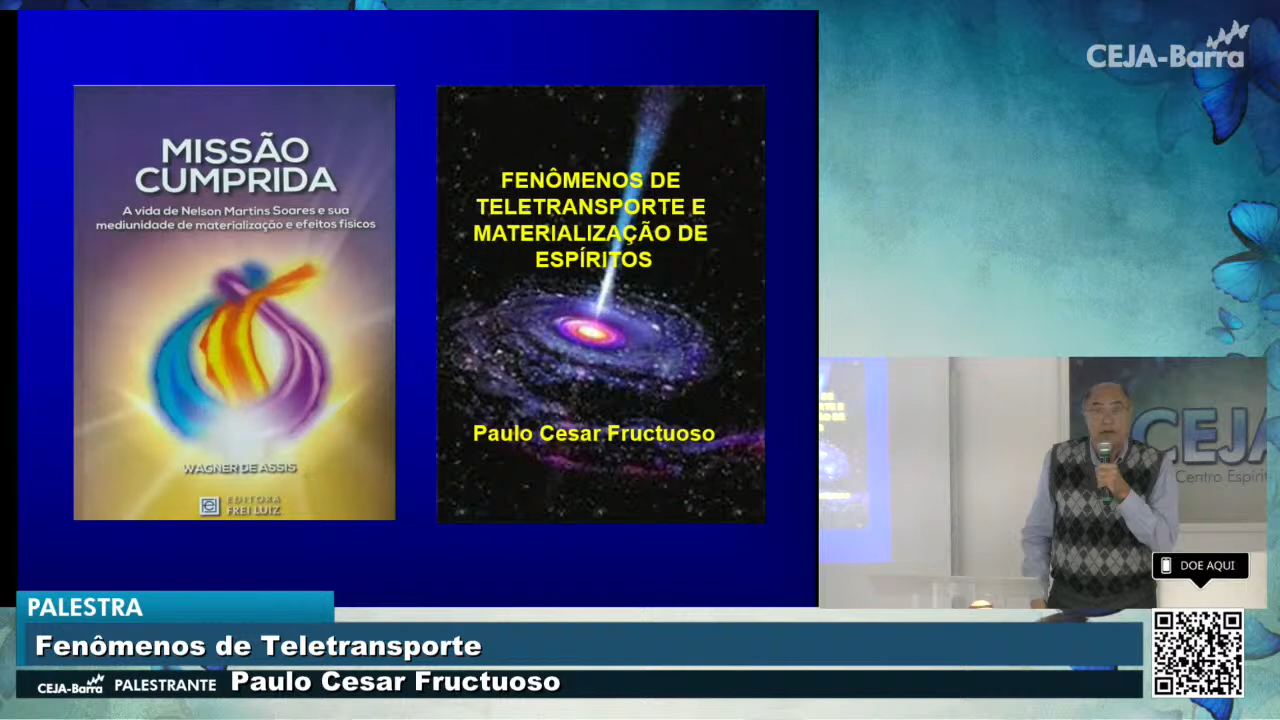 CEJA-Barra
MISSÃO
CUMPRIDA
A vida de Nelson Martins Soares e sua
mediunidade de materialização e efeitos físicos
WAGNER DE ASSIS
EDITORA
FREI LUIZ
FENÔMENOS DE
TELETRANSPORTE E
MATERIALIZAÇÃO DE
ESPÍRITOS
Paulo Cesar Fructuoso
CEJA
Centro Espírit
DOE AQUI
PALESTRA
Fenômenos de Teletransporte
CEJA-Barra PALESTRANTE Paulo Cesar Fructuoso